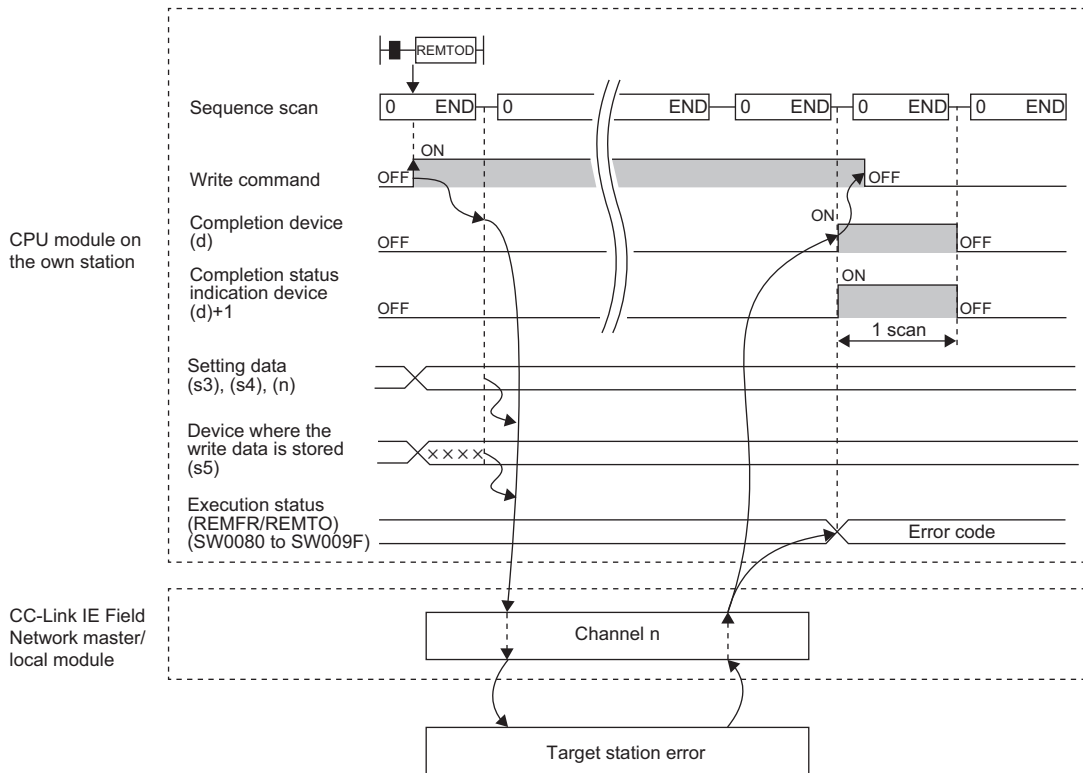 REMTOD
Sequence scan
0 END 0 END 0 END 0 END 0 END
ON
Write command
OFF
OFF
CPU module on
the own station
Completion device
(d)
ON
OFF
OFF
Completion status
indication device
(d)+1
ON
OFF
OFF
1 scan
Setting data
(s3), (s4), (n)
Device where the
write data is stored
(s5)
Execution status
(REMFR/REMTO)
(SW0080 to SW009F)
Error code
CC-Link IE Field
Network master/
local module
Channel n
Target station error